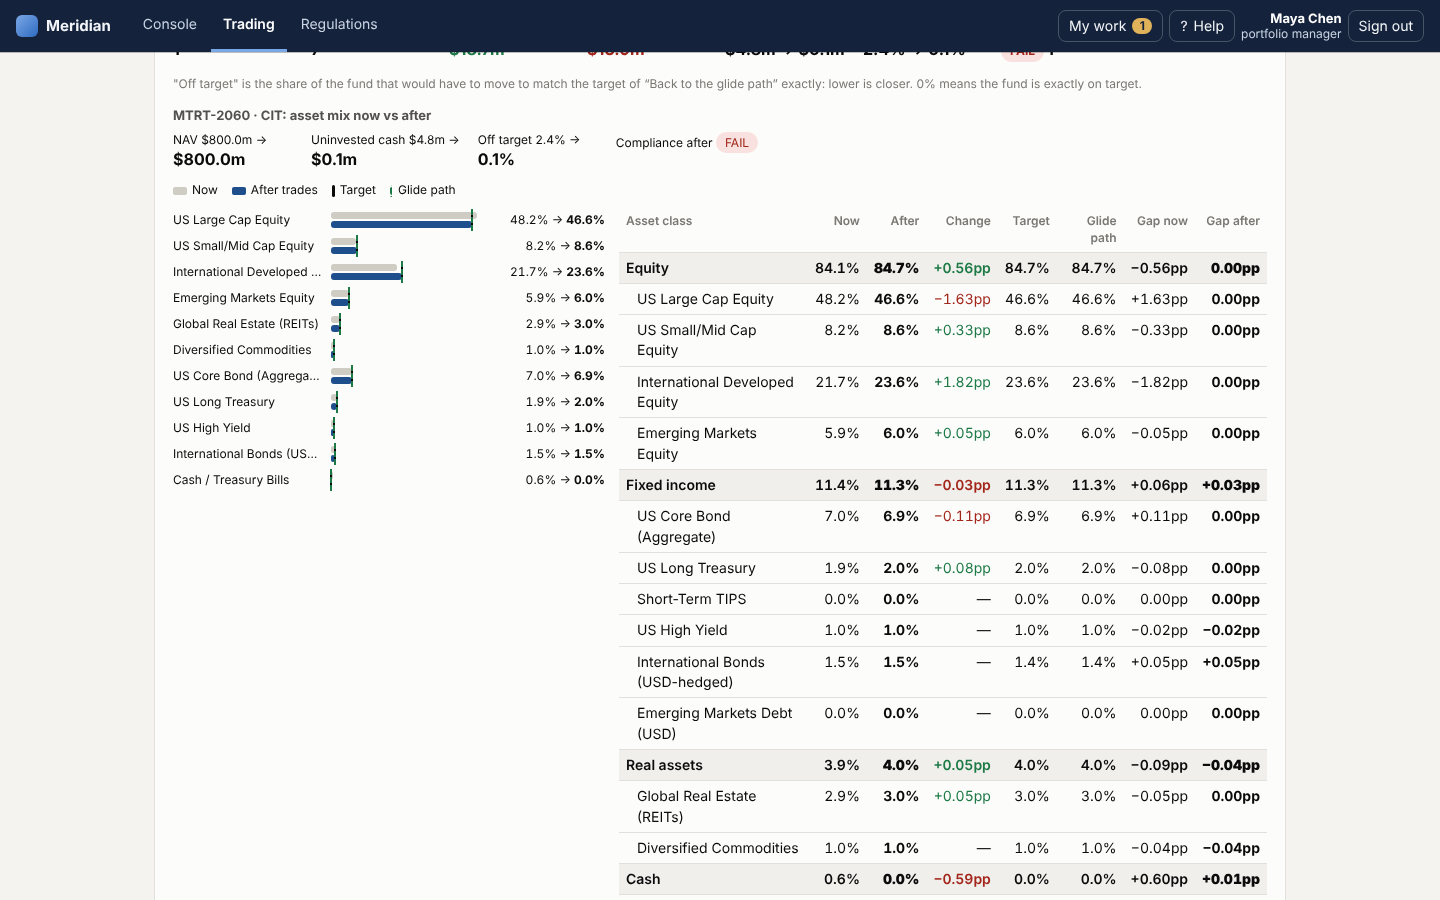 Meridian
Console
Trading
Regulations
My work 1
? Help
Maya Chen
portfolio manager
Sign out
"Off target" is the share of the fund that would have to move to match the target of “Back to the glide path” exactly: lower is closer. 0% means the fund is exactly on target.
MTRT-2060 · CIT: asset mix now vs after
NAV $800.0m →
$800.0m
Uninvested cash $4.8m →
$0.1m
Off target 2.4% →
0.1%
Compliance after FAIL
Now After trades Target Glide path
US Large Cap Equity 48.2% → 46.6%
US Small/Mid Cap Equity 8.2% → 8.6%
International Developed ... 21.7% → 23.6%
Emerging Markets Equity 5.9% → 6.0%
Global Real Estate (REITs) 2.9% → 3.0%
Diversified Commodities 1.0% → 1.0%
US Core Bond (Aggrega... 7.0% → 6.9%
US Long Treasury 1.9% → 2.0%
US High Yield 1.0% → 1.0%
International Bonds (US... 1.5% → 1.5%
Cash / Treasury Bills 0.6% → 0.0%
Asset class Now After Change Target Glide path Gap now Gap after
Equity 84.1% 84.7% +0.56pp 84.7% 84.7% −0.56pp 0.00pp
US Large Cap Equity 48.2% 46.6% −1.63pp 46.6% 46.6% +1.63pp 0.00pp
US Small/Mid Cap Equity 8.2% 8.6% +0.33pp 8.6% 8.6% −0.33pp 0.00pp
International Developed Equity 21.7% 23.6% +1.82pp 23.6% 23.6% −1.82pp 0.00pp
Emerging Markets Equity 5.9% 6.0% +0.05pp 6.0% 6.0% −0.05pp 0.00pp
Fixed income 11.4% 11.3% −0.03pp 11.3% 11.3% +0.06pp +0.03pp
US Core Bond (Aggregate) 7.0% 6.9% −0.11pp 6.9% 6.9% +0.11pp 0.00pp
US Long Treasury 1.9% 2.0% +0.08pp 2.0% 2.0% −0.08pp 0.00pp
Short-Term TIPS 0.0% 0.0% — 0.0% 0.0% 0.00pp 0.00pp
US High Yield 1.0% 1.0% — 1.0% 1.0% −0.02pp −0.02pp
International Bonds (USD-hedged) 1.5% 1.5% — 1.4% 1.4% +0.05pp +0.05pp
Emerging Markets Debt (USD) 0.0% 0.0% — 0.0% 0.0% 0.00pp 0.00pp
Real assets 3.9% 4.0% +0.05pp 4.0% 4.0% −0.09pp −0.04pp
Global Real Estate (REITs) 2.9% 3.0% +0.05pp 3.0% 3.0% −0.05pp 0.00pp
Diversified Commodities 1.0% 1.0% — 1.0% 1.0% −0.04pp −0.04pp
Cash 0.6% 0.0% −0.59pp 0.0% 0.0% +0.60pp +0.01pp